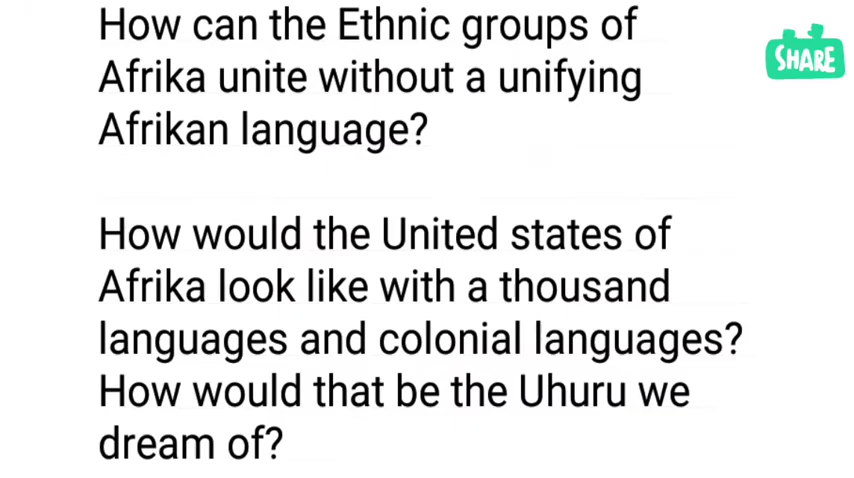 How can the Ethnic groups of
Afrika unite without a unifying
Afrikan language?
How would the United states of
Afrika look like with a thousand
languages and colonial languages?
How would that be the Uhuru we
dream of?
SHARE